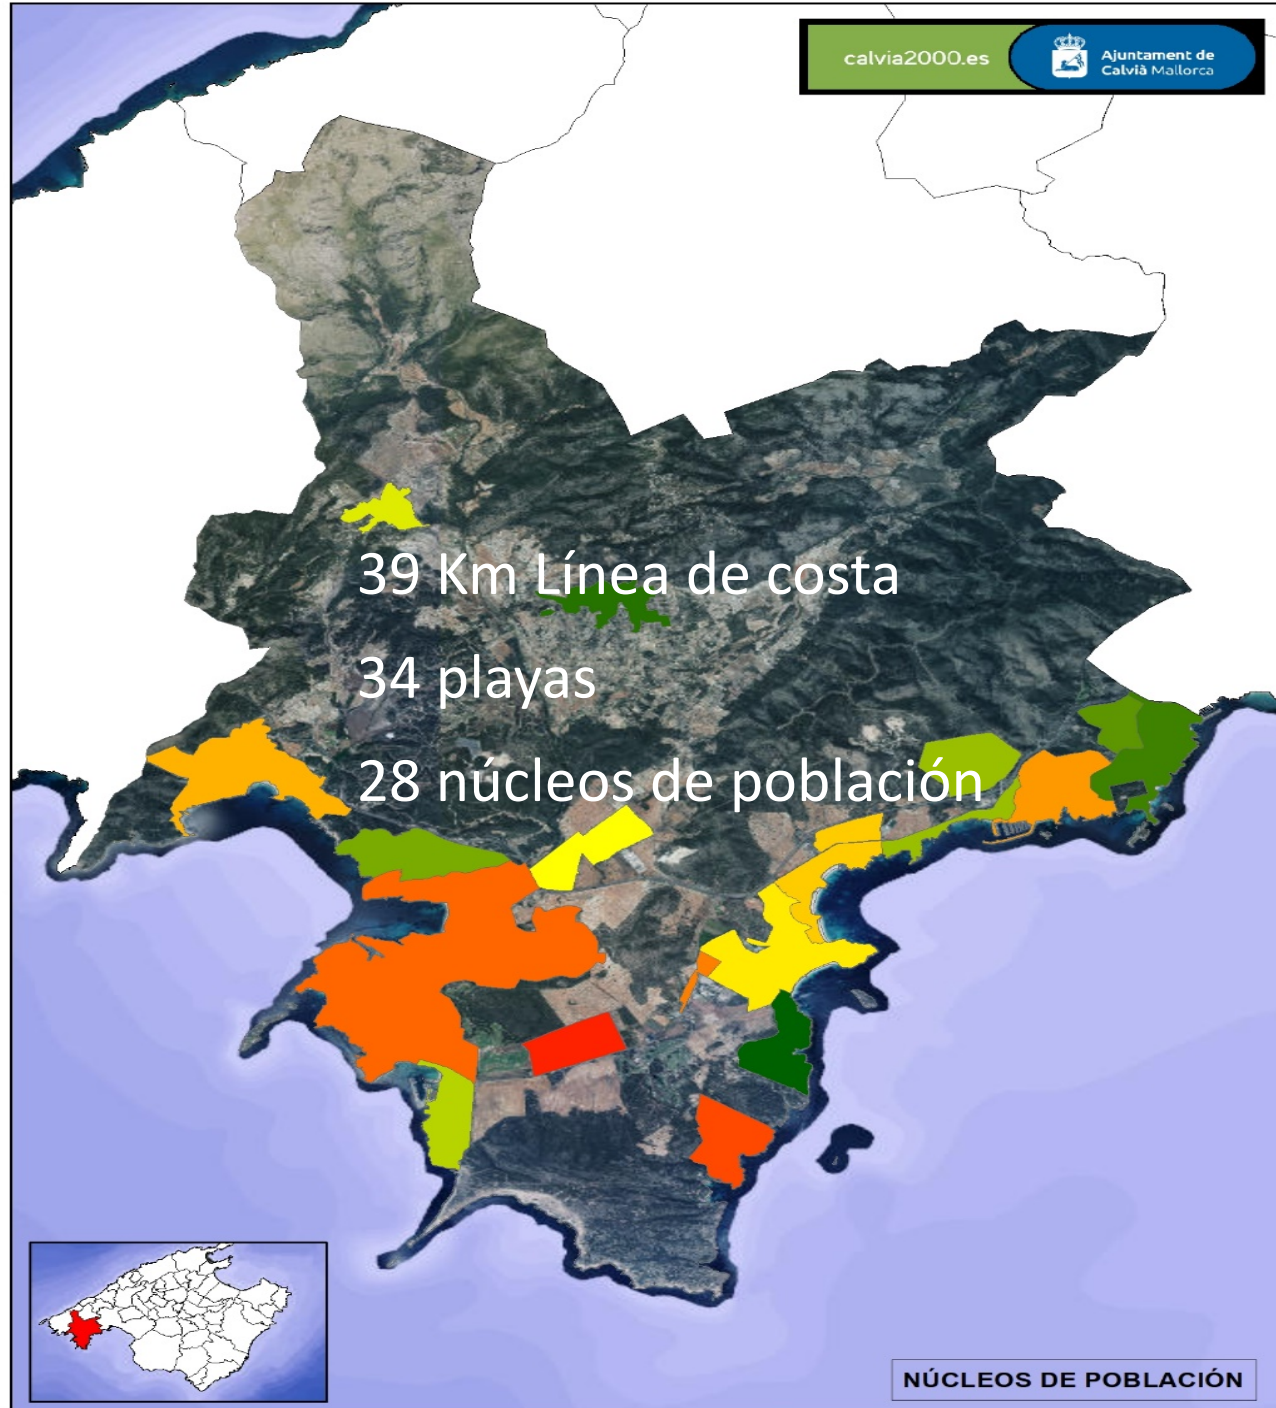 calvia2000.es
Ajuntament de
Calvià Mallorca
39 Km Línea de costa
34 playas
28 núcleos de población
NÚCLEOS DE POBLACIÓN